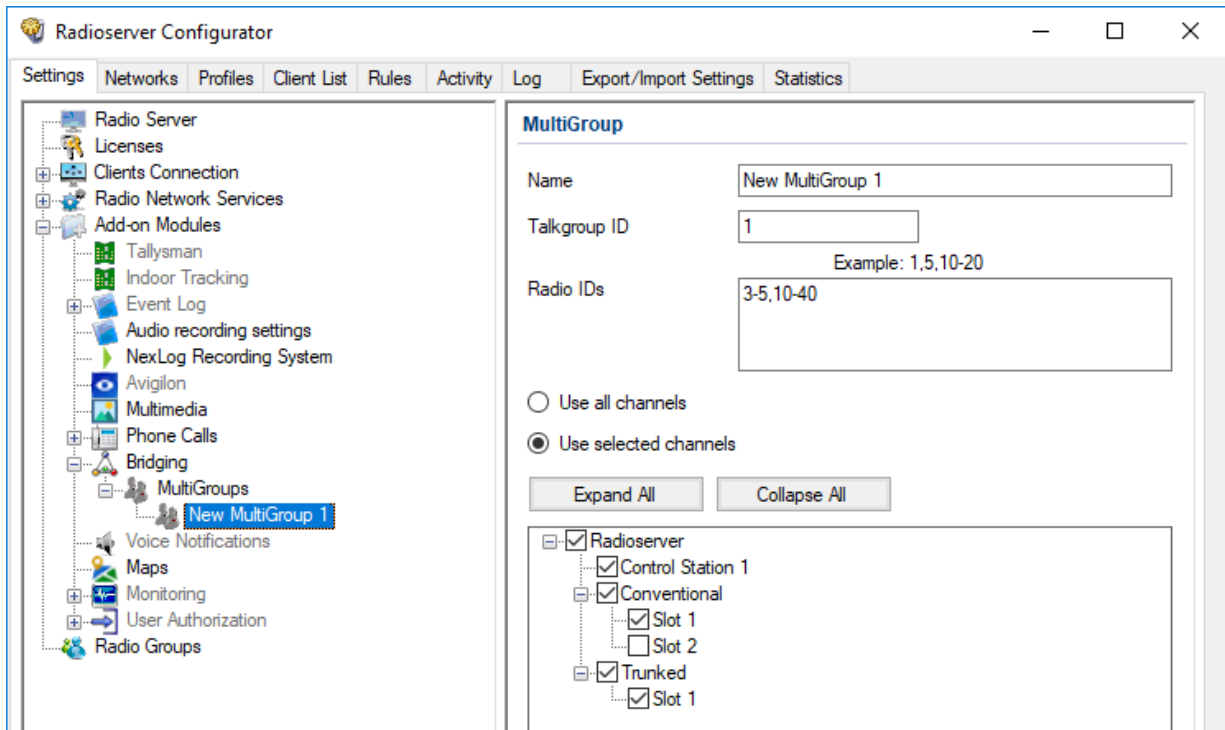 Radioserver Configurator
Settings Networks Profiles Client List Rules Activity Log Export/Import Settings Statistics
Radio Server
Licenses
Clients Connection
Radio Network Services
Add-on Modules
Tallysman
Indoor Tracking
Event Log
Audio recording settings
NexLog Recording System
Avigilon
Multimedia
Phone Calls
Bridging
MultiGroups
New MultiGroup 1
Voice Notifications
Maps
Monitoring
User Authorization
Radio Groups
MultiGroup
Name New MultiGroup 1
Talkgroup ID 1
Example: 1,5,10-20
Radio IDs 3-5,10-40
Use all channels
Use selected channels
Expand All Collapse All
Radioserver
Control Station 1
Conventional
Slot 1
Slot 2
Trunked
Slot 1